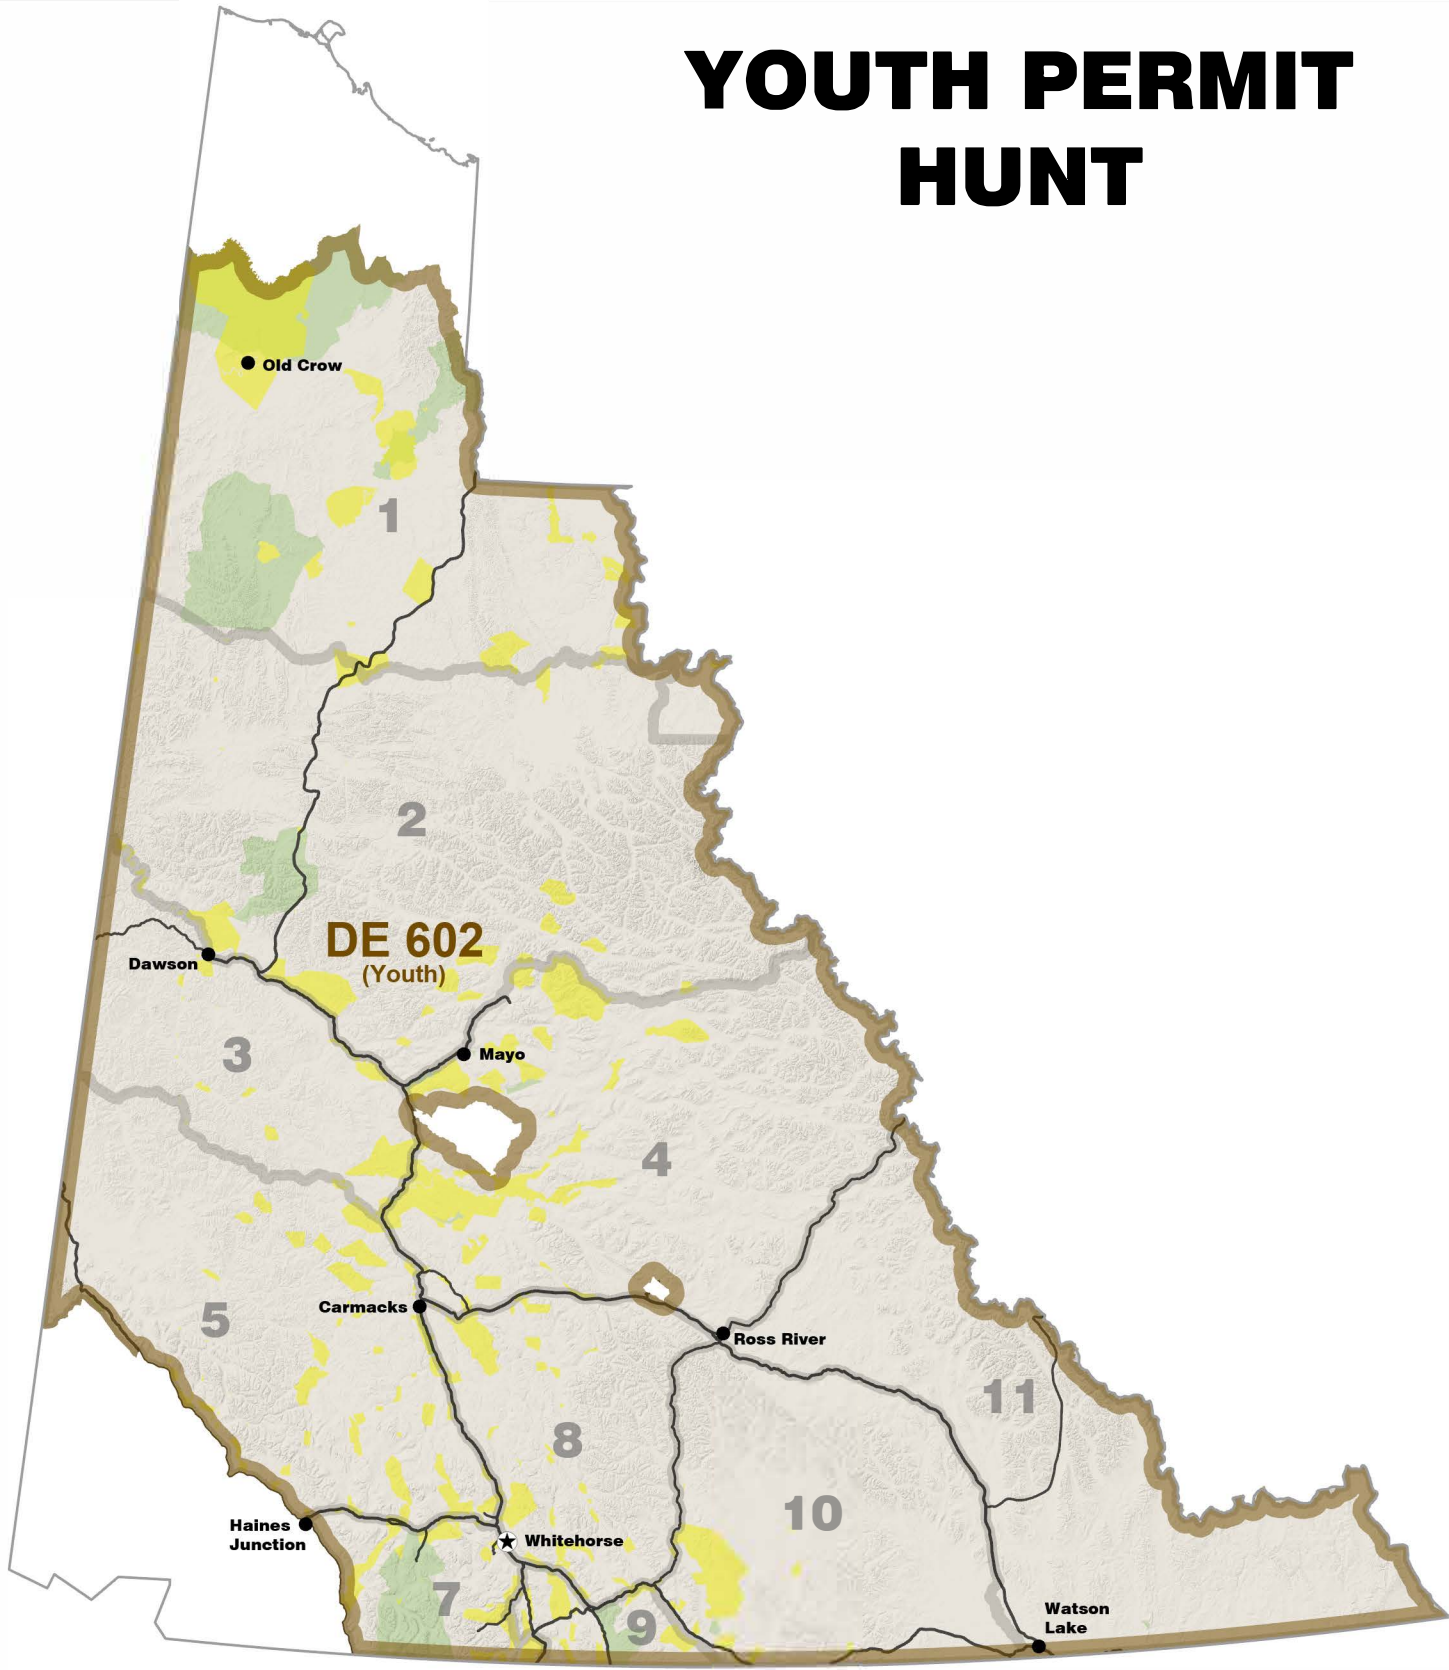 YOUTH PERMIT
HUNT
Old Crow
1
2
DE 602
(Youth)
Dawson
3
Mayo
4
5
Carmacks
Ross River
11
8
10
Haines
Junction
Whitehorse
7
9
Watson
Lake